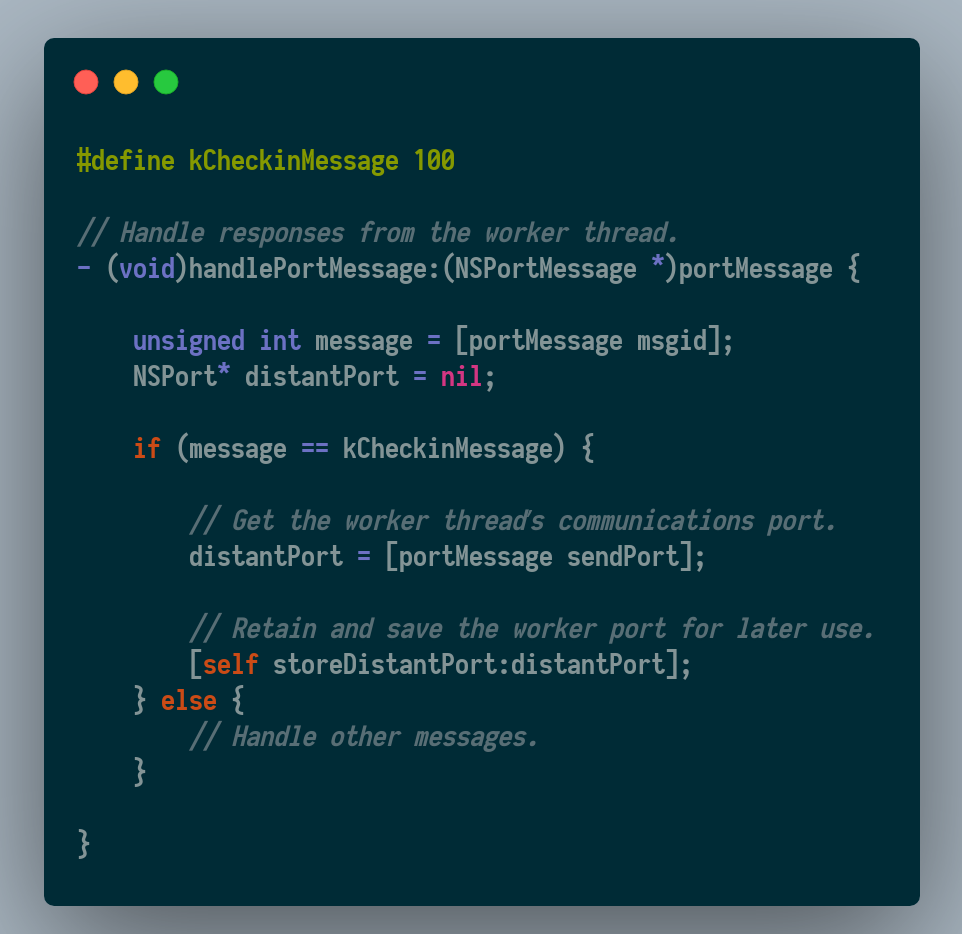 #define kCheckinMessage 100
// Handle responses from the worker thread.
- (void)handlePortMessage:(NSPortMessage *)portMessage {
unsigned int message = [portMessage msgid];
NSPort* distantPort = nil;
if (message == kCheckinMessage) {
// Get the worker thread's communications port.
distantPort = [portMessage sendPort];
// Retain and save the worker port for later use.
[self storeDistantPort:distantPort];
} else {
// Handle other messages.
}
}